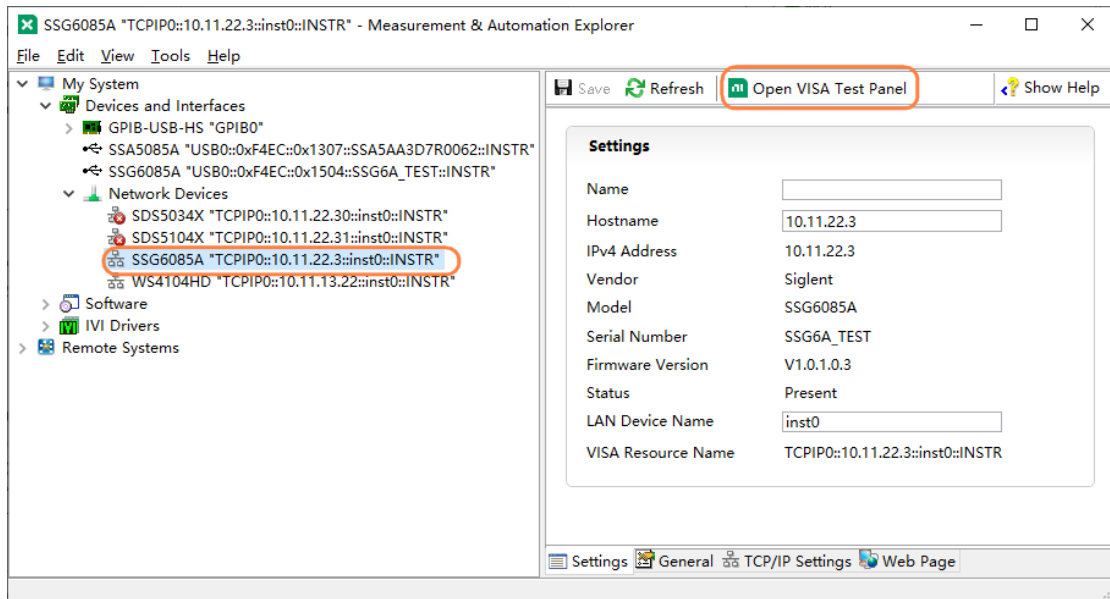 SSG6085A "TCPIP0::10.11.22.3::inst0::INSTR" - Measurement & Automation Explorer
File Edit View Tools Help
My System
Devices and Interfaces
GPIB-USB-HS "GPIB0"
SSA5085A "USB0::0xF4EC::0x1307::SSA5AA3D7R0062::INSTR"
SSG6085A "USB0::0xF4EC::0x1504::SSG6A_TEST::INSTR"
Network Devices
SDS5034X "TCPIP0::10.11.22.30::inst0::INSTR"
SDS5104X "TCPIP0::10.11.22.31::inst0::INSTR"
SSG6085A "TCPIP0::10.11.22.3::inst0::INSTR"
WS4104HD "TCPIP0::10.11.13.22::inst0::INSTR"
Software
IVI Drivers
Remote Systems
Save Refresh Open VISA Test Panel Show Help
Settings
Name
Hostname 10.11.22.3
IPv4 Address 10.11.22.3
Vendor Siglent
Model SSG6085A
Serial Number SSG6A_TEST
Firmware Version V1.0.1.0.3
Status Present
LAN Device Name inst0
VISA Resource Name TCPIP0::10.11.22.3::inst0::INSTR
Settings General TCP/IP Settings Web Page